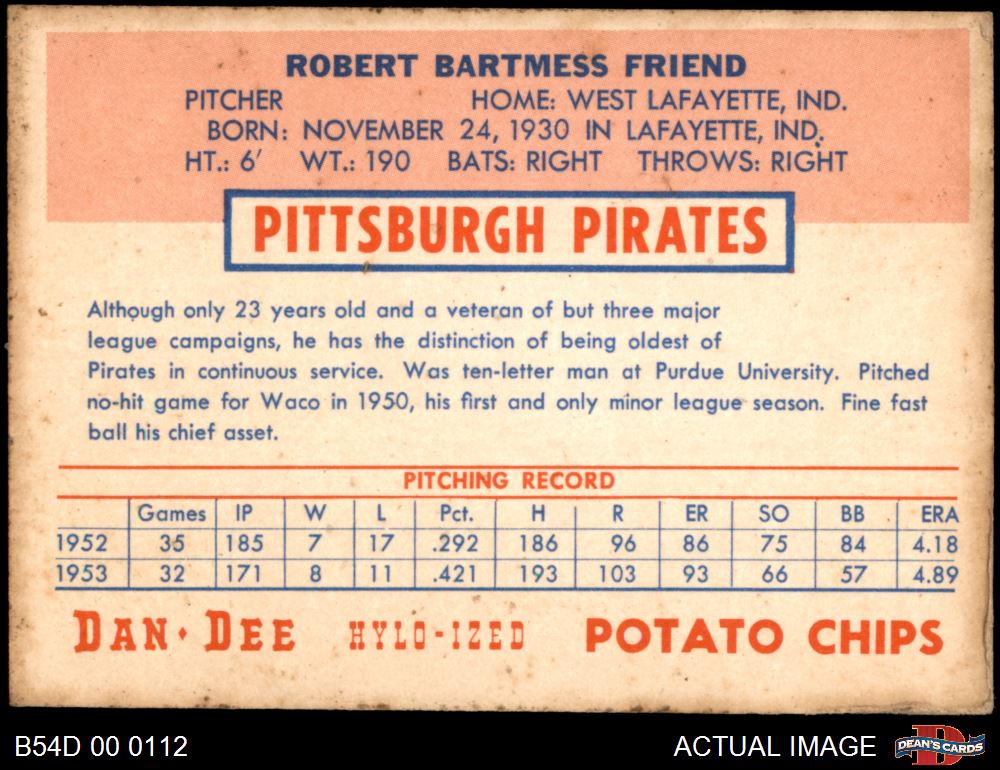 ROBERT BARTMESS FRIEND
PITCHER HOME: WEST LAFAYETTE, IND.
BORN: NOVEMBER 24, 1930 IN LAFAYETTE, IND.
HT.: 6' WT.: 190 BATS: RIGHT THROWS: RIGHT
PITTSBURGH PIRATES
Although only 23 years old and a veteran of but three major
league campaigns, he has the distinction of being oldest of
Pirates in continuous service. Was ten-letter man at Purdue University. Pitched
no-hit game for Waco in 1950, his first and only minor league season. Fine fast
ball his chief asset.
PITCHING RECORD
Games IP W L Pct. H R ER SO BB ERA
1952 35 185 7 17 .292 186 96 86 75 84 4.18
1953 32 171 8 11 .421 193 103 93 66 57 4.89
DAN · DEE HYLO-IZED POTATO CHIPS
B54D 00 0112 ACTUAL IMAGE DEAN'S CARDS